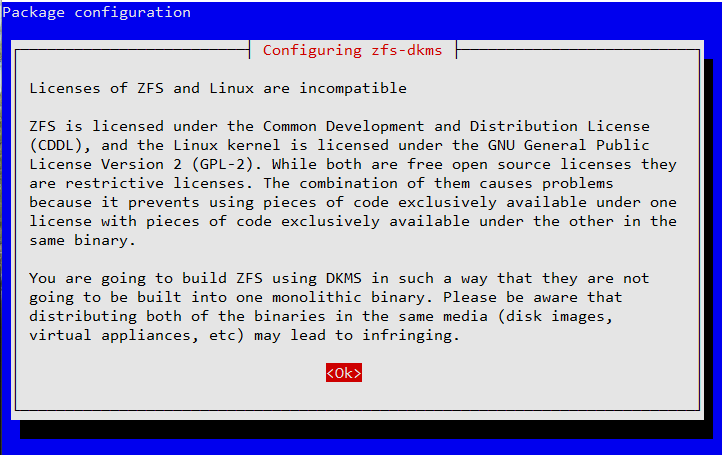 Package configuration
Configuring zfs-dkms
Licenses of ZFS and Linux are incompatible
ZFS is licensed under the Common Development and Distribution License
(CDDL), and the Linux kernel is licensed under the GNU General Public
License Version 2 (GPL-2). While both are free open source licenses they
are restrictive licenses. The combination of them causes problems
because it prevents using pieces of code exclusively available under one
license with pieces of code exclusively available under the other in the
same binary.
You are going to build ZFS using DKMS in such a way that they are not
going to be built into one monolithic binary. Please be aware that
distributing both of the binaries in the same media (disk images,
virtual appliances, etc) may lead to infringing.
<Ok>